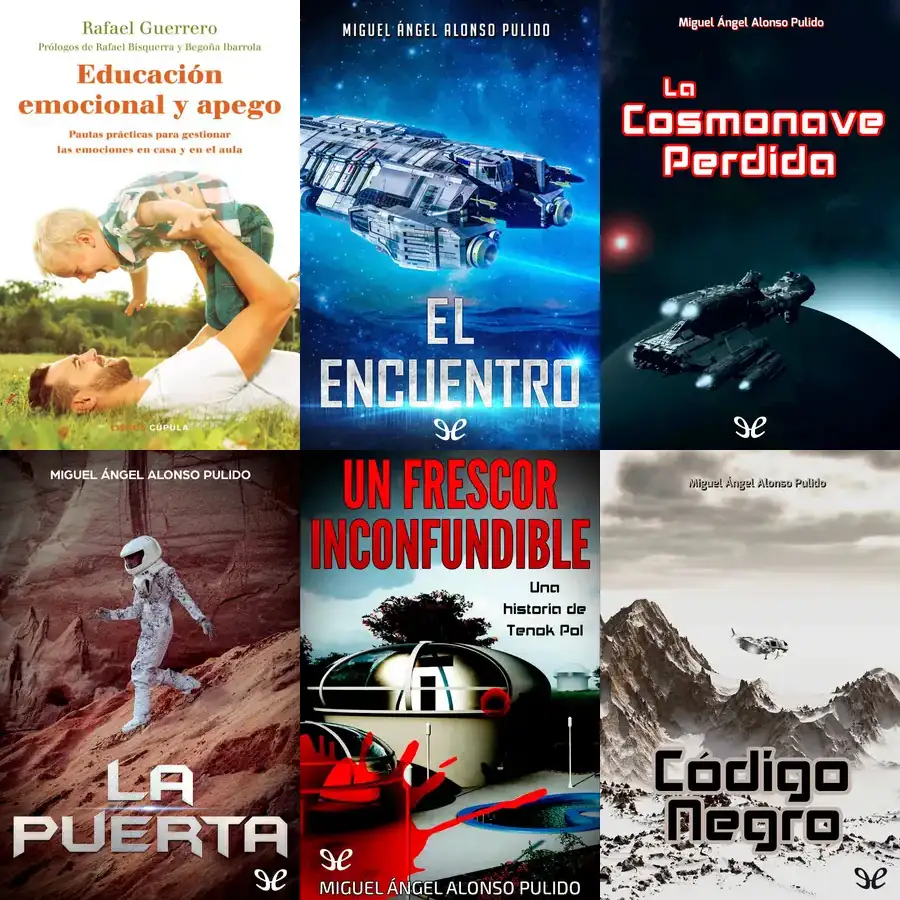 Rafael Guerrero
Prólogos de Rafael Bisquerra y Begoña Ibarrola
Educación
emocional y apego
Pautas prácticas para gestionar
las emociones en casa y en el aula
CÚPULA
MIGUEL ÁNGEL ALONSO PULIDO
EL
ENCUENTRO
Miguel Ángel Alonso Pulido
La
Cosmonave
Perdida
MIGUEL ÁNGEL ALONSO PULIDO
LA
PUERTA
UN FRESCOR
INCONFUNDIBLE
Una
historia de
Tenok Pol
MIGUEL ÁNGEL ALONSO PULIDO
Miguel Ángel Alonso Pulido
Código
Negro